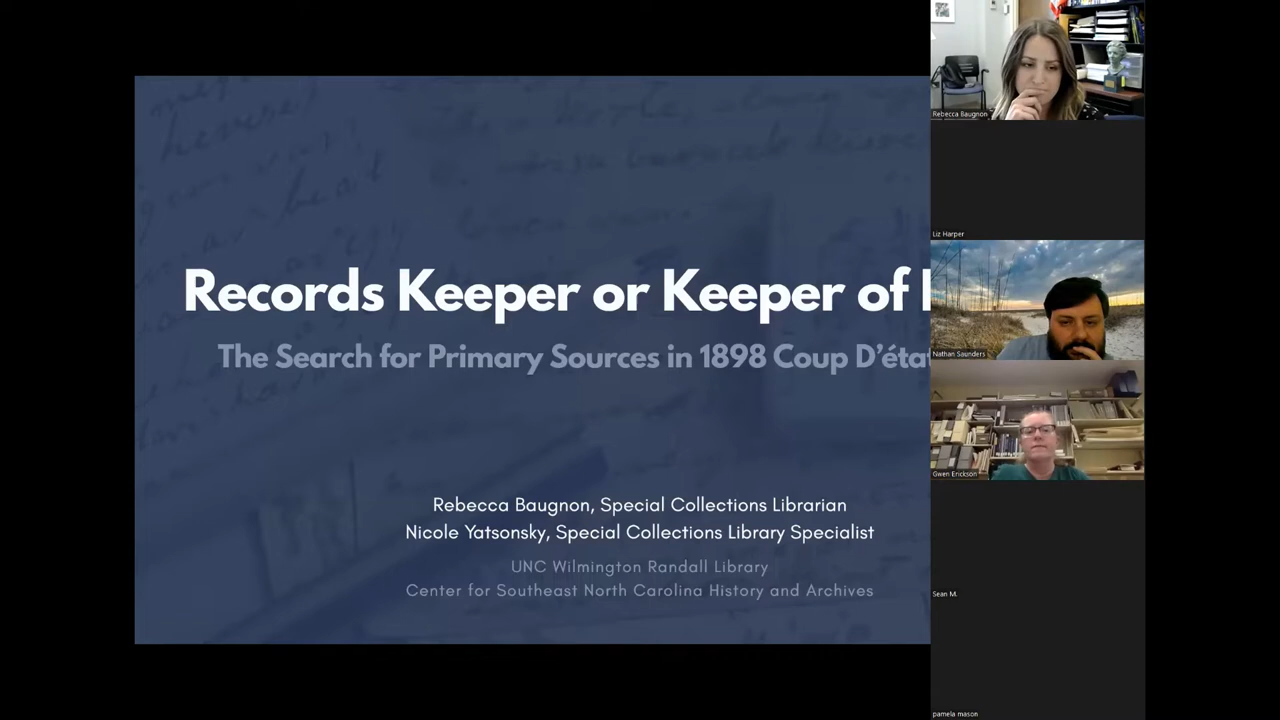 Records Keeper or Keeper of
The Search for Primary Sources in 1898 Coup D'éta
Rebecca Baugnon, Special Collections Librarian
Nicole Yatsonsky, Special Collections Library Specialist
UNC Wilmington Randall Library
Center for Southeast North Carolina History and Archives
Rebecca Baugnon
Liz Harper
Nathan Saunders
Gwen Erickson
Sean M.
pamela mason